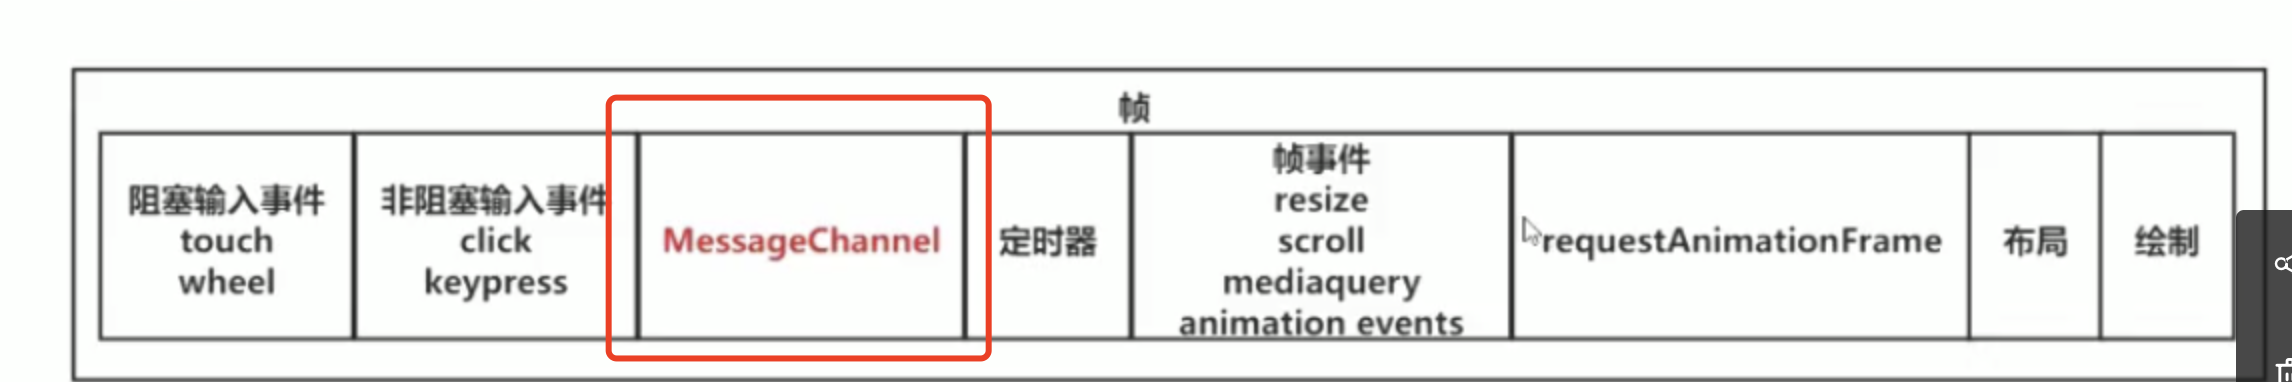 帧
阻塞输入事件
touch
wheel
非阻塞输入事件
click
keypress
MessageChannel
定时器
帧事件
resize
scroll
mediaquery
animation events
requestAnimationFrame
布局
绘制